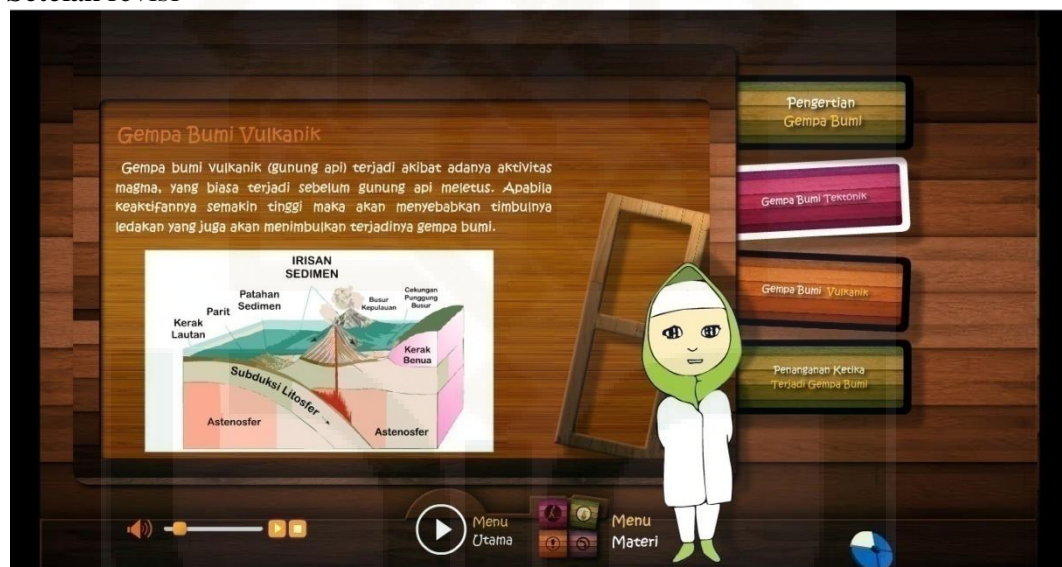 Setelah revisi
Gempa Bumi Vulkanik
Gempa bumi vulkanik (gunung api) terjadi akibat adanya aktivitas
magma, yang biasa terjadi sebelum gunung api meletus. Apabila
keaktifannya semakin tinggi maka akan menyebabkan timbulnya
ledakan yang juga akan menimbulkan terjadinya gempa bumi.
IRISAN
SEDIMEN
Patahan
Sedimen
Parit
Kerak
Lautan
Busur
Kepulauan
Cekungan
Punggung
Busur
Kerak
Benua
Subduksi Litosfer
Astenosfer
Astenosfer
Pengertian
Gempa Bumi
Gempa Bumi Tektonik
Gempa Bumi Vulkanik
Penanganan Ketika
Terjadi Gempa Bumi
Menu
Utama
Menu
Materi